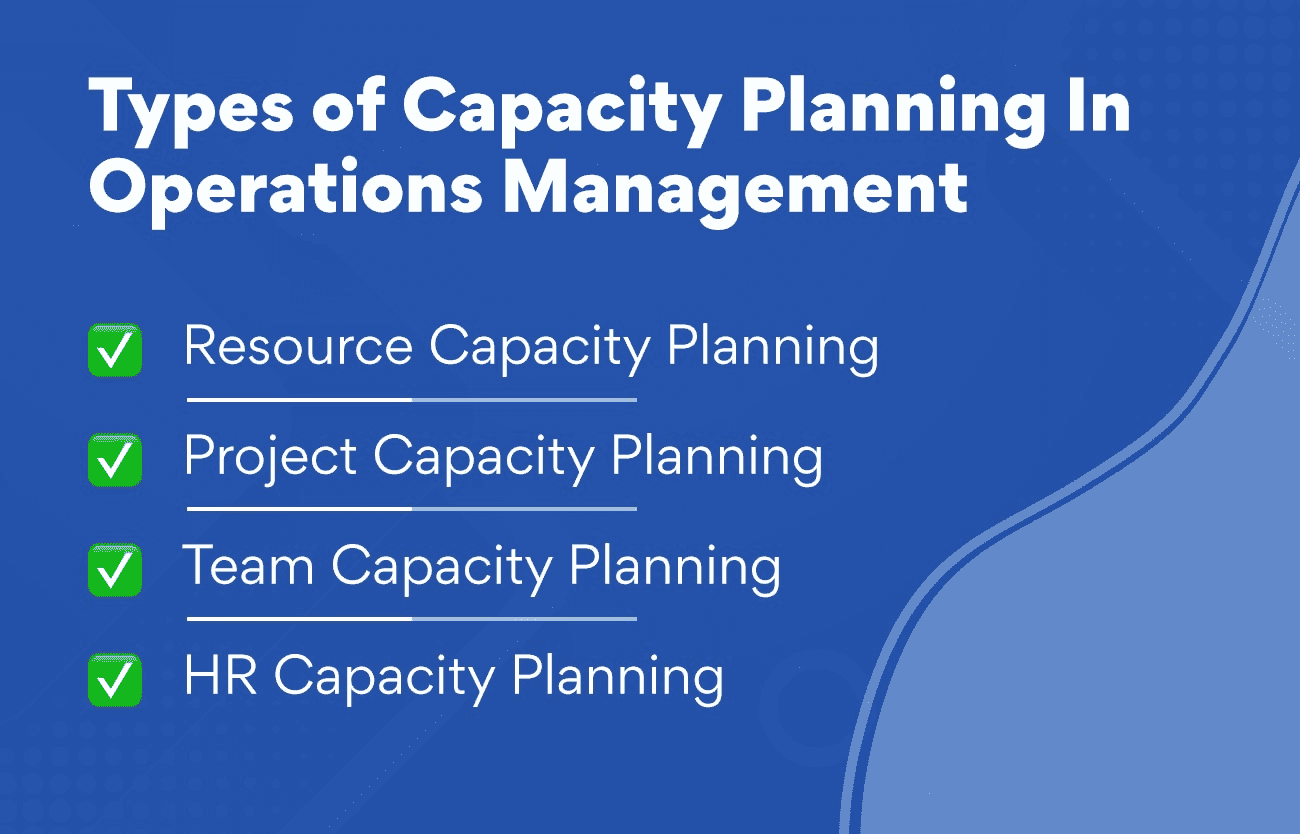 Types of Capacity Planning In
Operations Management
Resource Capacity Planning
Project Capacity Planning
Team Capacity Planning
HR Capacity Planning